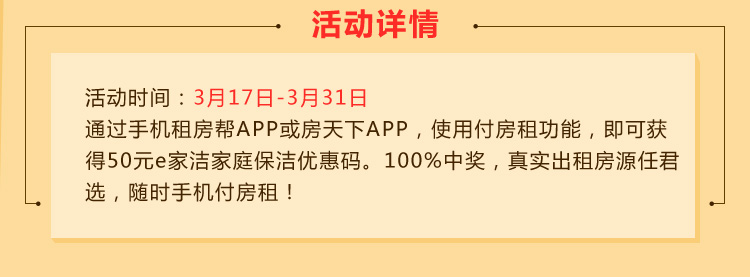 活动详情
活动时间：3月17日-3月31日
通过手机租房帮APP或房天下APP，使用付房租功能，即可获
得50元e家洁家庭保洁优惠码。100%中奖，真实出租房源任君
选，随时手机付房租！